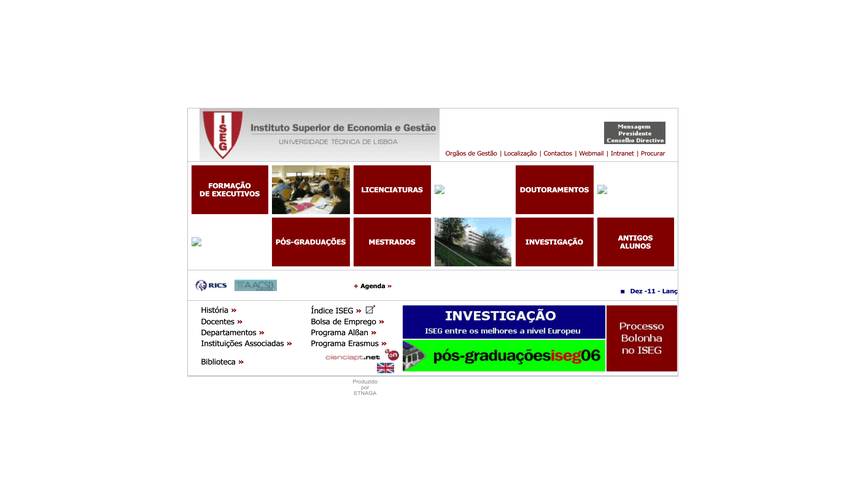 ISEG
Instituto Superior de Economia e Gestão
UNIVERSIDADE TÉCNICA DE LISBOA
Mensagem
Presidente
Conselho Directivo
Orgãos de Gestão | Localização | Contactos | Webmail | Intranet | Procurar
FORMAÇÃO
DE EXECUTIVOS
LICENCIATURAS
DOUTORAMENTOS
PÓS-GRADUAÇÕES
MESTRADOS
INVESTIGAÇÃO
ANTIGOS
ALUNOS
RICS
AACSB
+ Agenda »
Dez -11 - Lanç
História »
Docentes »
Departamentos »
Instituições Associadas »
Biblioteca »
Índice ISEG »
Bolsa de Emprego »
Programa Alßan »
Programa Erasmus »
cienciapt.net
INVESTIGAÇÃO
ISEG entre os melhores a nível Europeu
pós-graduaçõesiseg06
Processo
Bolonha
no ISEG
Produzido
por
ETNAGA